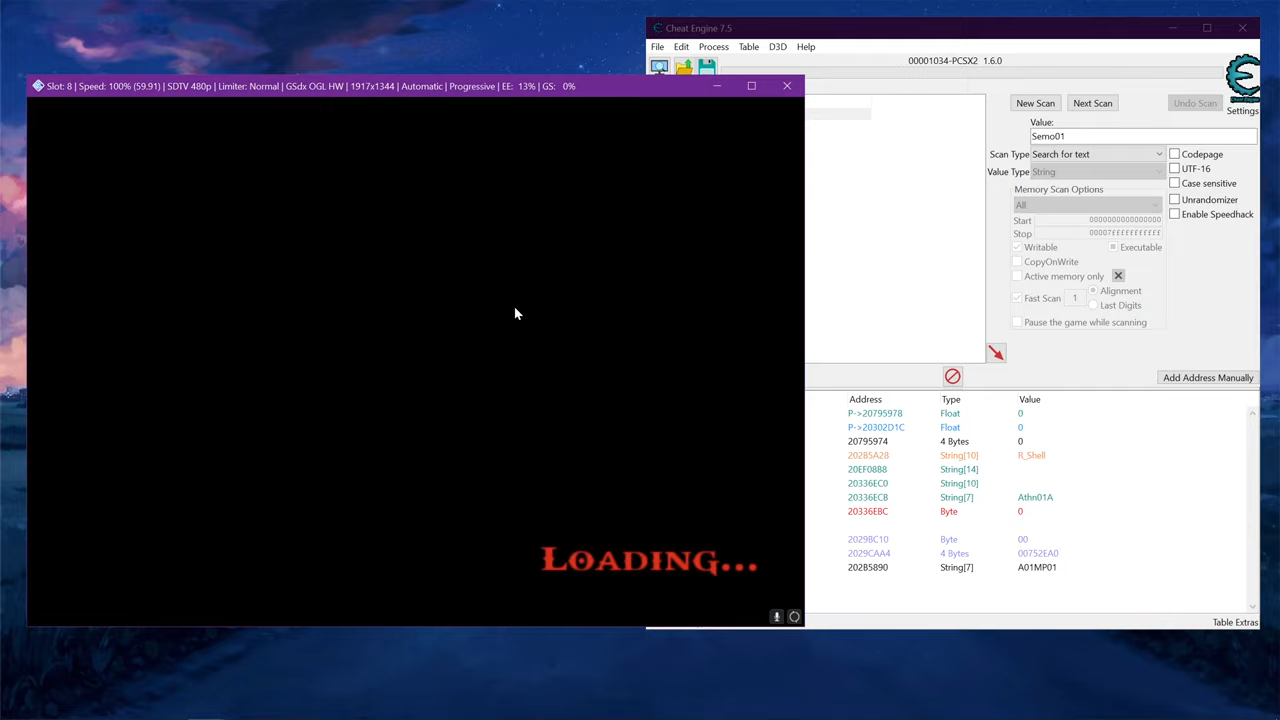 Cheat Engine 7.5
File Edit Process Table D3D Help
00001034-PCSX2 1.6.0
Slot: 8 | Speed: 100% (59.91) | SDTV 480p | Limiter: Normal | GSdx OGL HW | 1917x1344 | Automatic | Progressive | EE: 13% | GS: 0%
New Scan Next Scan Undo Scan
Settings
Value:
Semo01
Scan Type Search for text Codepage
Value Type String UTF-16
Case sensitive
Memory Scan Options
All
Unrandomizer
Enable Speedhack
Start 0000000000000000
Stop 00007fffffffffff
Writable Executable
CopyOnWrite
Active memory only
Fast Scan 1 Alignment
Last Digits
Pause the game while scanning
Add Address Manually
Address Type Value
P->20795978 Float 0
P->20302D1C Float 0
20795974 4 Bytes 0
202B5A28 String[10] R_Shell
20EF08B8 String[14]
20336EC0 String[10]
20336ECB String[7] Athn01A
20336EBC Byte 0
2029BC10 Byte 00
2029CAA4 4 Bytes 00752EA0
202B5890 String[7] A01MP01
Loading...
Table Extras